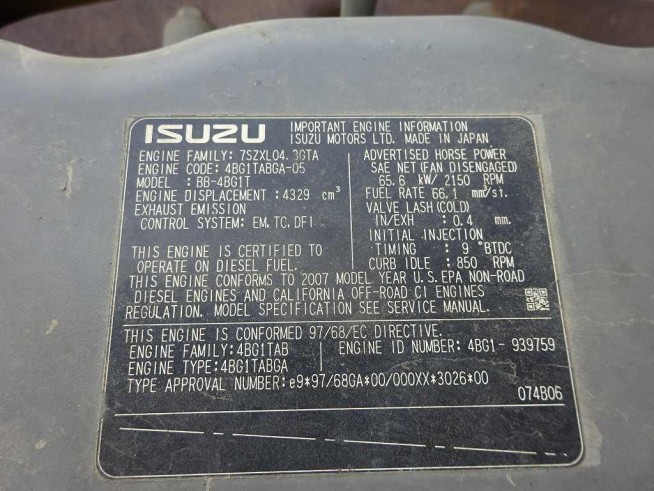 ISUZU
IMPORTANT ENGINE INFORMATION
ISUZU MOTORS LTD. MADE IN JAPAN
ENGINE FAMILY: 7SZXL04.3GTA
ENGINE CODE: 4BG1TABGA-05
MODEL : BB-4BG1T
ENGINE DISPLACEMENT: 4329 cm³
EXHAUST EMISSION
CONTROL SYSTEM: EM,TC,DFI
THIS ENGINE IS CERTIFIED TO
OPERATE ON DIESEL FUEL.
ADVERTISED HORSE POWER
SAE NET(FAN DISENGAGED)
65.6 kW/ 2150 RPM
FUEL RATE 66.1 mm³/st.
VALVE LASH(COLD)
IN/EXH : 0.4 mm.
INITIAL INJECTION
TIMING : 9 °BTDC
CURB IDLE : 850 RPM
THIS ENGINE CONFORMS TO 2007 MODEL YEAR U.S.EPA NON-ROAD
DIESEL ENGINES AND CALIFORNIA OFF-ROAD CI ENGINES
REGULATION. MODEL SPECIFICATION SEE SERVICE MANUAL.
THIS ENGINE IS CONFORMED 97/68/EC DIRECTIVE.
ENGINE FAMILY:4BG1TAB
ENGINE ID NUMBER: 4BG1- 939759
ENGINE TYPE:4BG1TABGA
TYPE APPROVAL NUMBER:e9*97/68GA*00/000XX*3026*00
074B06